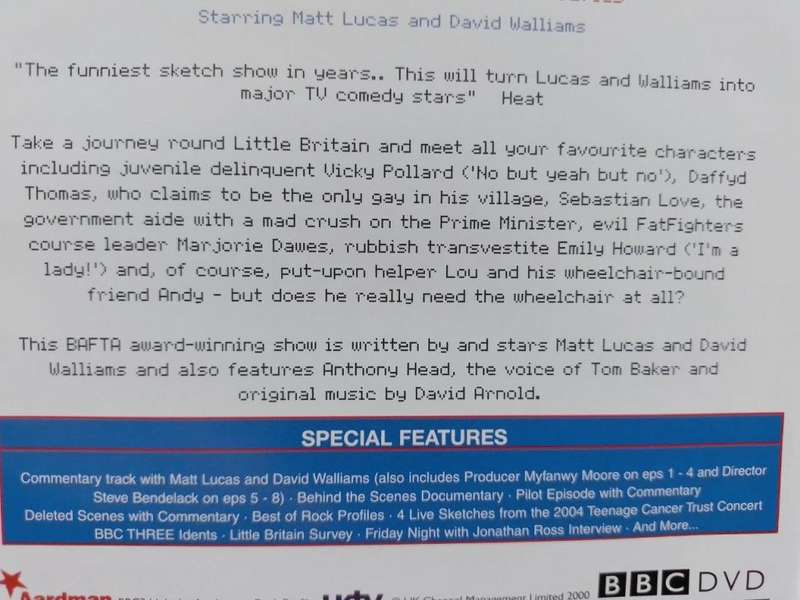 Starring Matt Lucas and David Walliams
"The funniest sketch show in years.. This will turn Lucas and Walliams into
major TV comedy stars" Heat
Take a journey round Little Britain and meet all your favourite characters
including juvenile delinquent Vicky Pollard ('No but yeah but no'), Daffyd
Thomas, who claims to be the only gay in his village, Sebastian Love, the
government aide with a mad crush on the Prime Minister, evil FatFighters
course leader Marjorie Dawes, rubbish transvestite Emily Howard ('I'm a
lady!') and, of course, put-upon helper Lou and his wheelchair-bound
friend Andy - but does he really need the wheelchair at all?
This BAFTA award-winning show is written by and stars Matt Lucas and David
Walliams and also features Anthony Head, the voice of Tom Baker and
original music by David Arnold.
SPECIAL FEATURES
Commentary track with Matt Lucas and David Walliams (also includes Producer Myfanwy Moore on eps 1 - 4 and Director
Steve Bendelack on eps 5 - 8) · Behind the Scenes Documentary · Pilot Episode with Commentary
Deleted Scenes with Commentary · Best of Rock Profiles · 4 Live Sketches from the 2004 Teenage Cancer Trust Concert
BBC THREE Idents · Little Britain Survey · Friday Night with Jonathan Ross Interview · And More...
Aardman © UK Channel Management Limited 2000 BBC DVD